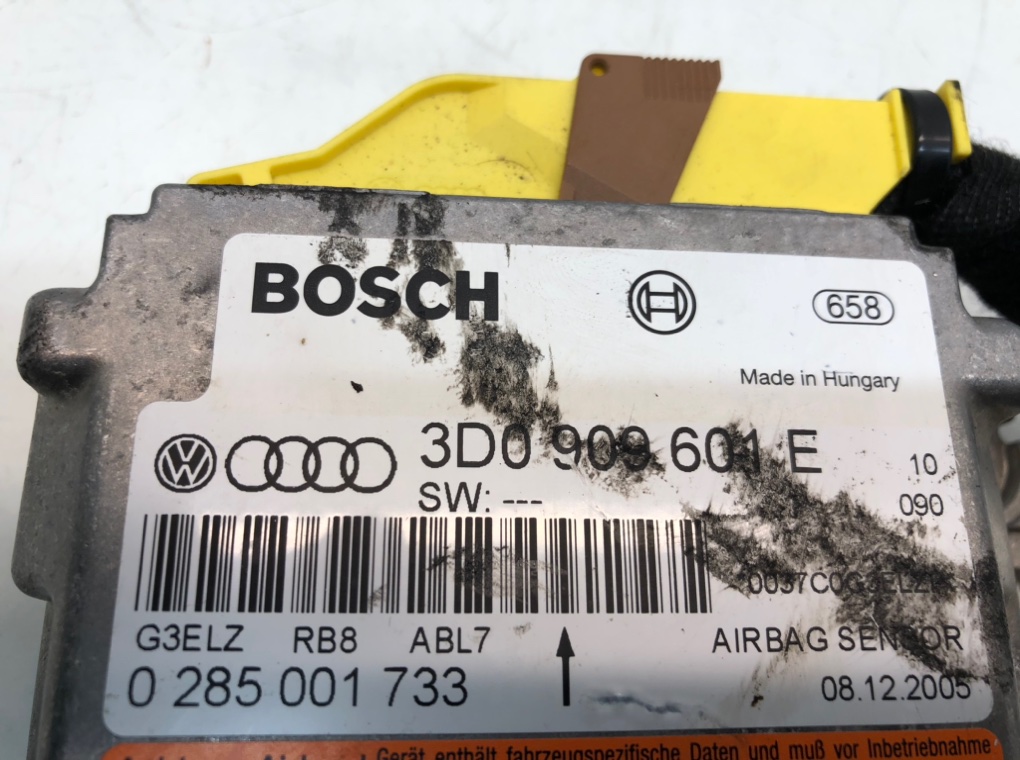 BOSCH
658
Made in Hungary
3D0 909 601 E 10
SW: --- 090
G3ELZ RB8 ABL7 AIRBAG SENSOR
0 285 001 733 08.12.2005
Gerät enthält fahrzeugspezifische Daten und muß vor Inbetriebnahme